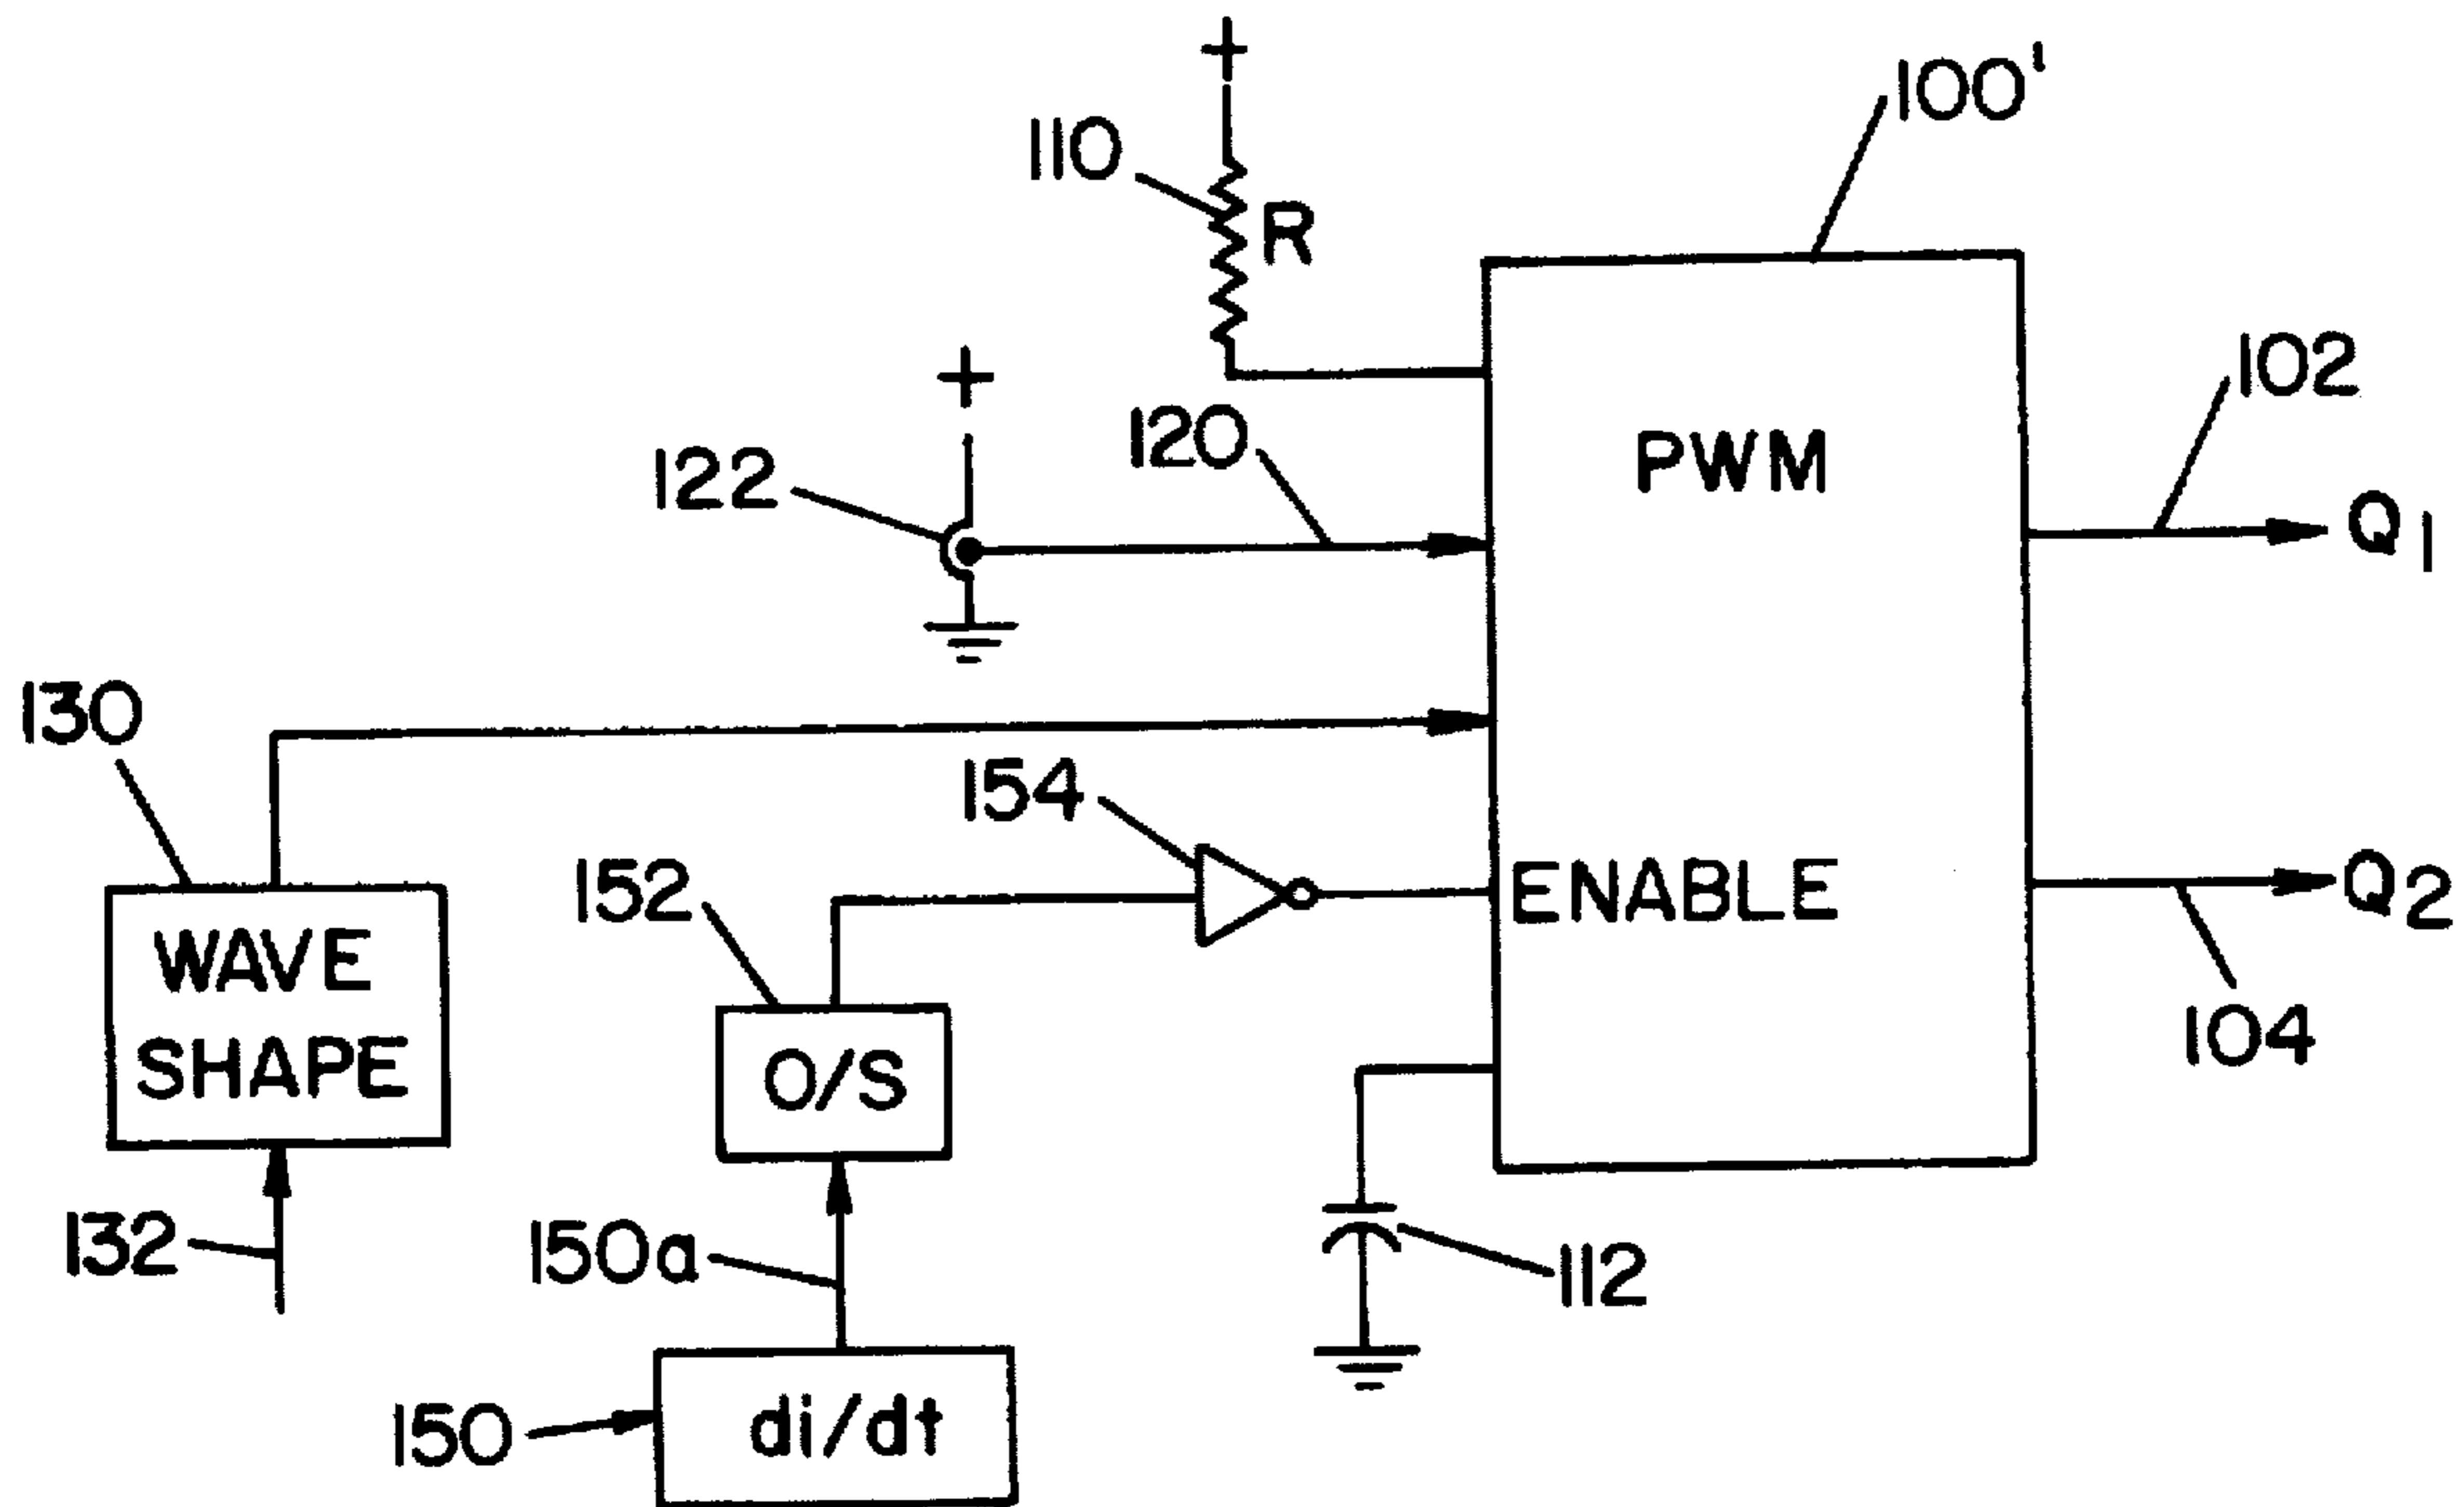 +
100'
110
R
102
+
120
122
PWM
Q1
130
154
152
ENABLE
Q2
WAVE
SHAPE
O/S
104
132
150a
112
150
di/dt